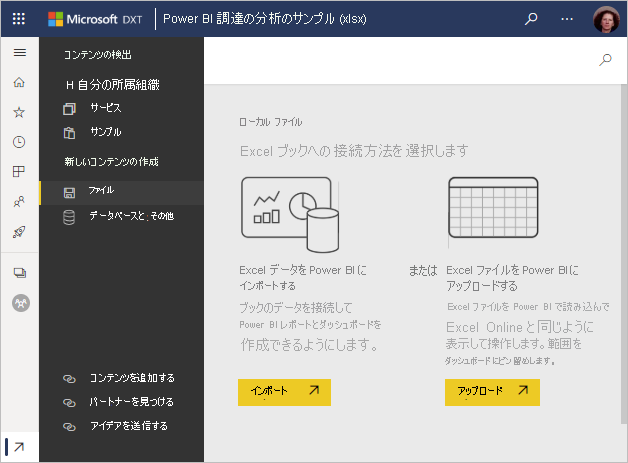 Microsoft DXT Power BI 調達の分析のサンプル (xlsx)
コンテンツの検出
H 自分の所属組織
サービス
サンプル
新しいコンテンツの作成
ファイル
データベースと、その他
コンテンツを追加する
パートナーを見つける
アイデアを送信する
ローカル ファイル
Excel ブックへの接続方法を選択します
Excel データを Power BI に
インポートする
ブックのデータを接続して
Power BI レポートとダッシュボードを
作成できるようにします。
インポート
または
Excel ファイルを Power BIに
アップロードする
Excel ファイルを Power BI で読み込んで
Excel Online と同じように
表示して操作します。範囲を
ダッシュボードにピン留めします。
アップロード